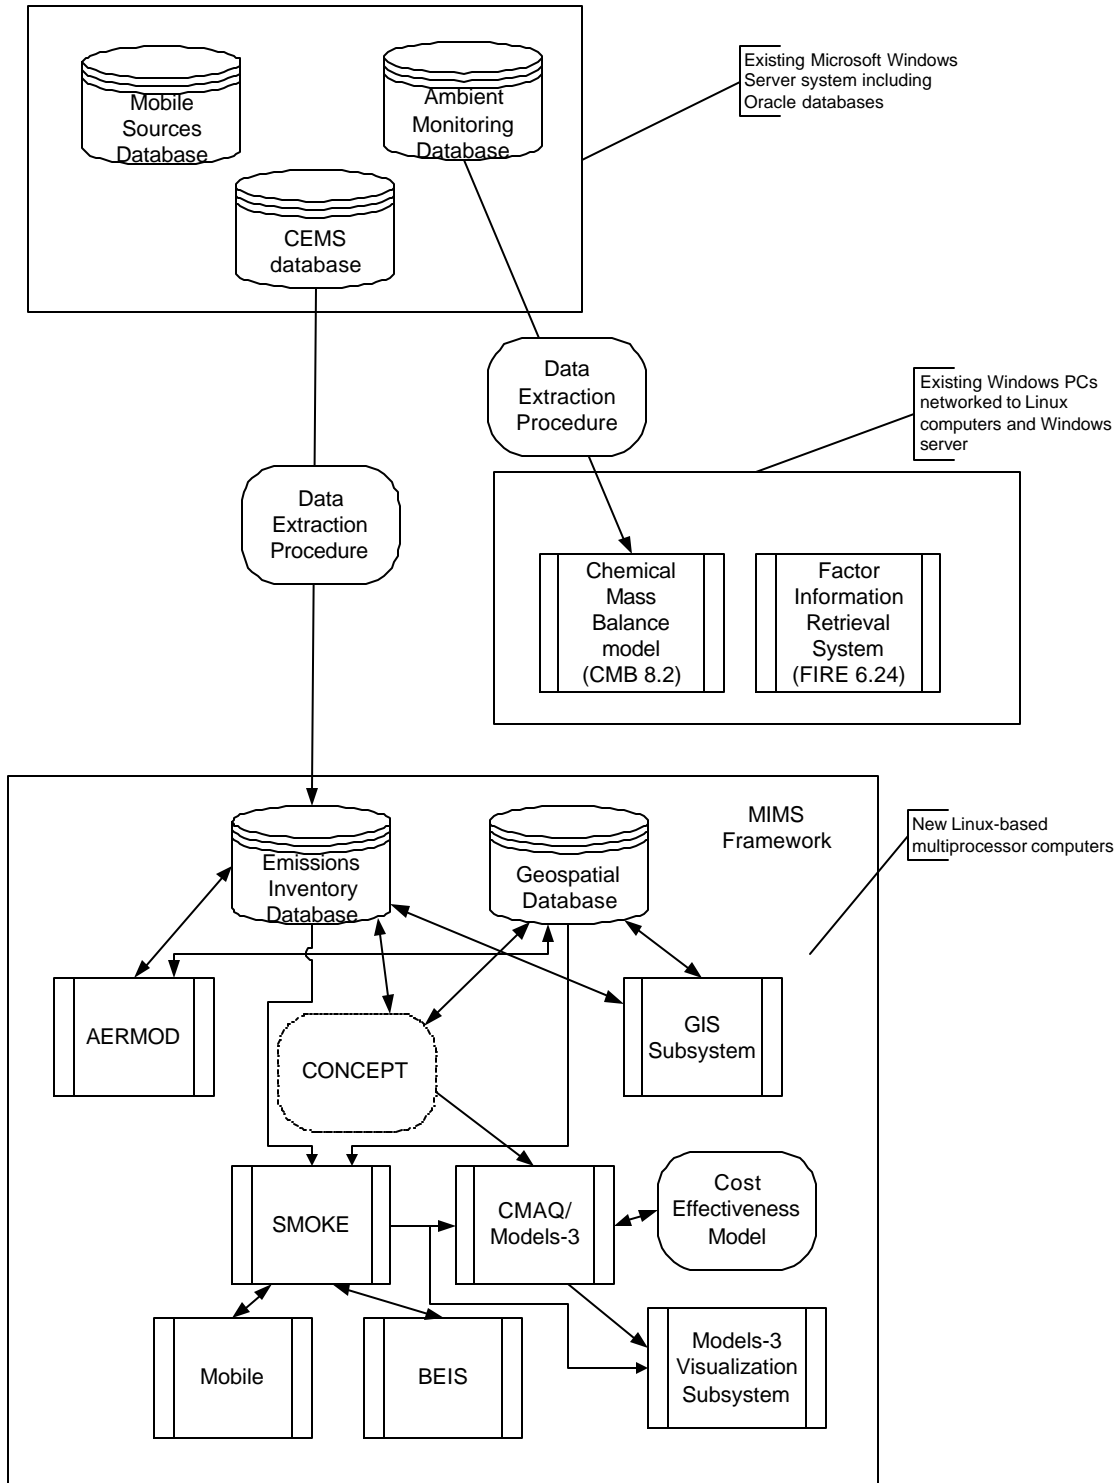 Mobile
Sources
Database
Ambient
Monitoring
Database
CEMS
database
Existing Microsoft Windows
Server system including
Oracle databases
Data
Extraction
Procedure
Existing Windows PCs
networked to Linux
computers and Windows
server
Data
Extraction
Procedure
Chemical
Mass
Balance
model
(CMB 8.2)
Factor
Information
Retrieval
System
(FIRE 6.24)
MIMS
Framework
New Linux-based
multiprocessor computers
Emissions
Inventory
Database
Geospatial
Database
AERMOD
CONCEPT
GIS
Subsystem
SMOKE
CMAQ/
Models-3
Cost
Effectiveness
Model
Mobile
BEIS
Models-3
Visualization
Subsystem